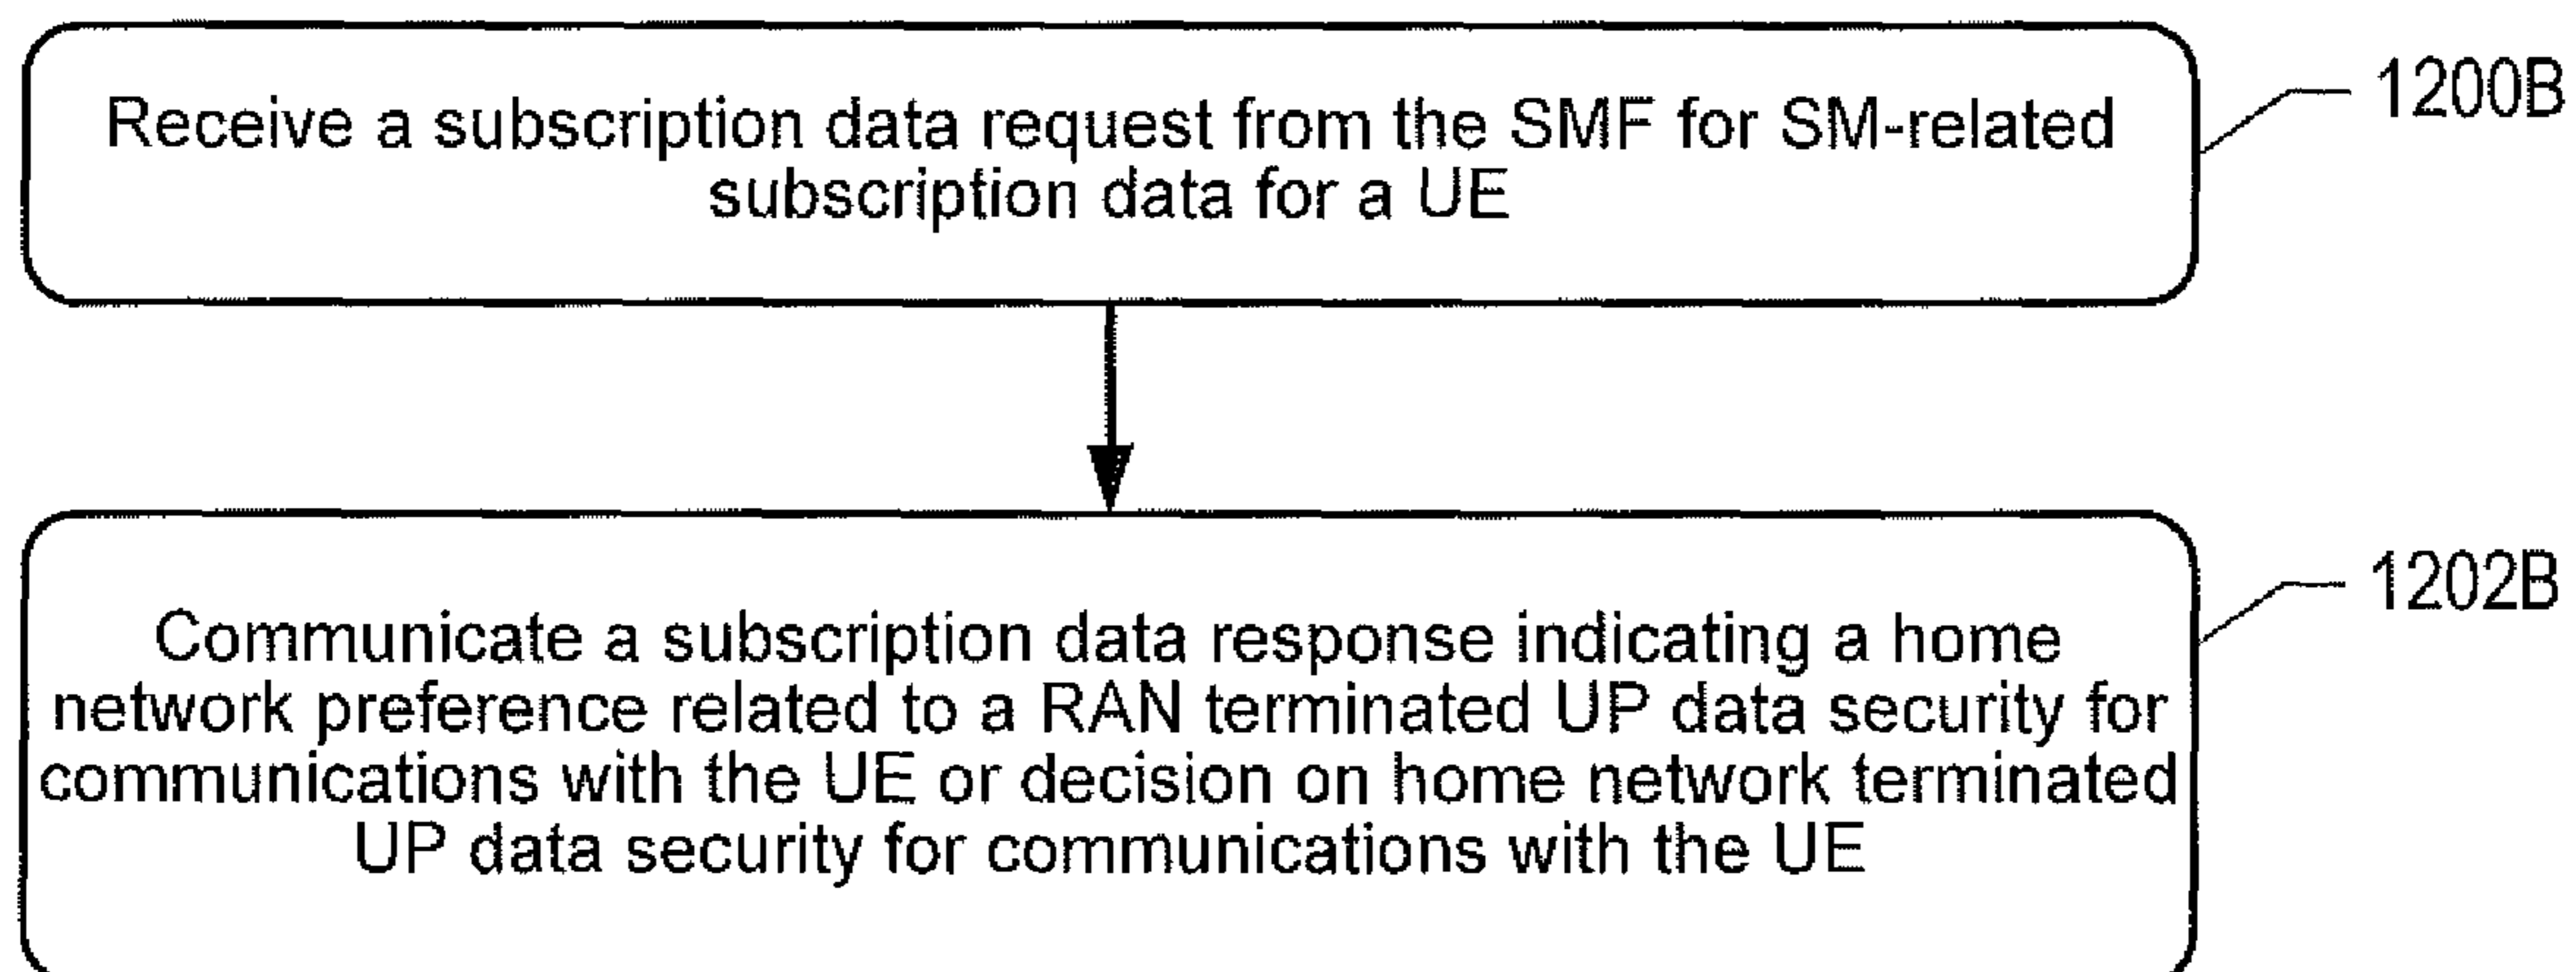 Receive a subscription data request from the SMF for SM-related
subscription data for a UE
1200B
Communicate a subscription data response indicating a home
network preference related to a RAN terminated UP data security for
communications with the UE or decision on home network terminated
UP data security for communications with the UE
1202B